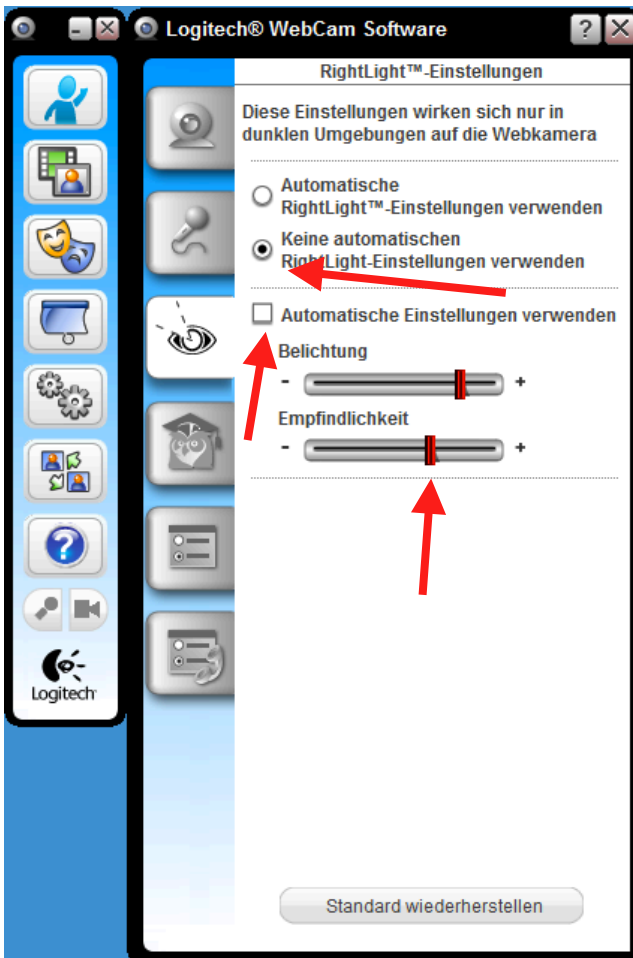 Logitech® WebCam Software
?
RightLight™-Einstellungen
Diese Einstellungen wirken sich nur in
dunklen Umgebungen auf die Webkamera
Automatische
RightLight™-Einstellungen verwenden
Keine automatischen
RightLight-Einstellungen verwenden
Automatische Einstellungen verwenden
Belichtung
- +
Empfindlichkeit
- +
?
Logitech
Standard wiederherstellen